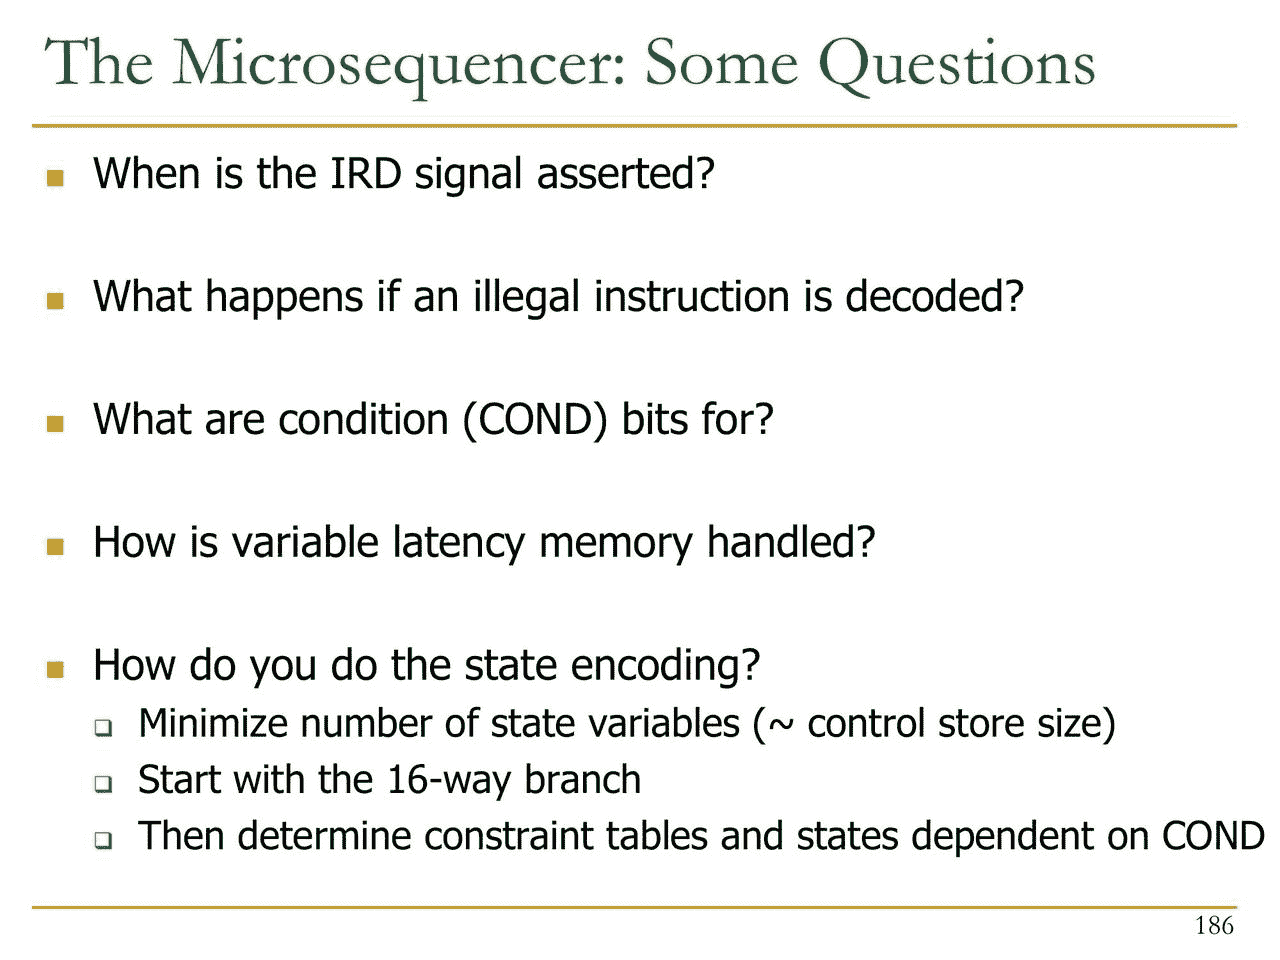 The Microsequencer: Some Questions
When is the IRD signal asserted?
What happens if an illegal instruction is decoded?
What are condition (COND) bits for?
How is variable latency memory handled?
How do you do the state encoding?
Minimize number of state variables (~ control store size)
Start with the 16-way branch
Then determine constraint tables and states dependent on COND
186